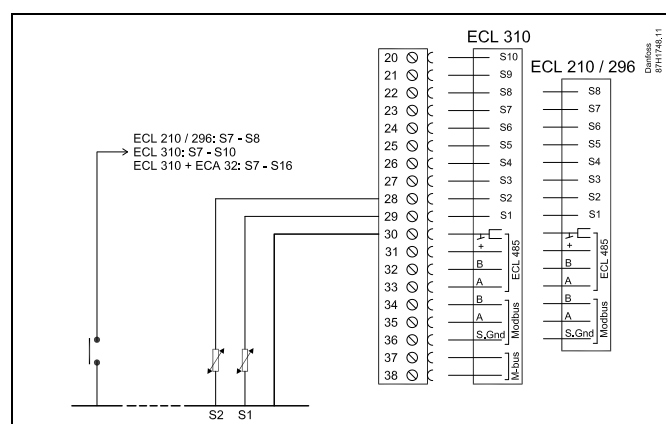 ECL 310
ECL 210 / 296
Danfoss
87H1748.11
ECL 210 / 296: S7 - S8
ECL 310: S7 - S10
ECL 310 + ECA 32: S7 - S16
20 S10
21 S9
22 S8 S8
23 S7 S7
24 S6 S6
25 S5 S5
26 S4 S4
27 S3 S3
28 S2 S2
29 S1 S1
30
31 + +
32 B B
33 A A
ECL 485 ECL 485
34 B B
35 A A
36 S.Gnd S.Gnd
Modbus Modbus
37
38
M-bus
S2 S1